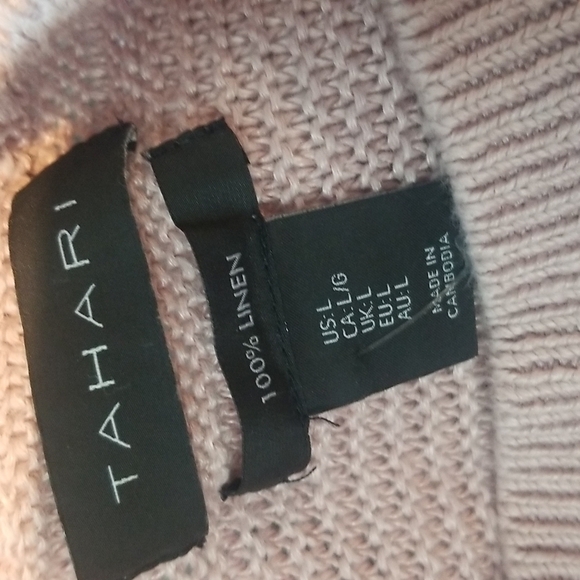 TAHARI
100% LINEN
US:L
CA:L/G
UK:L
EU:L
AU:L
MADE IN
CAMBODIA